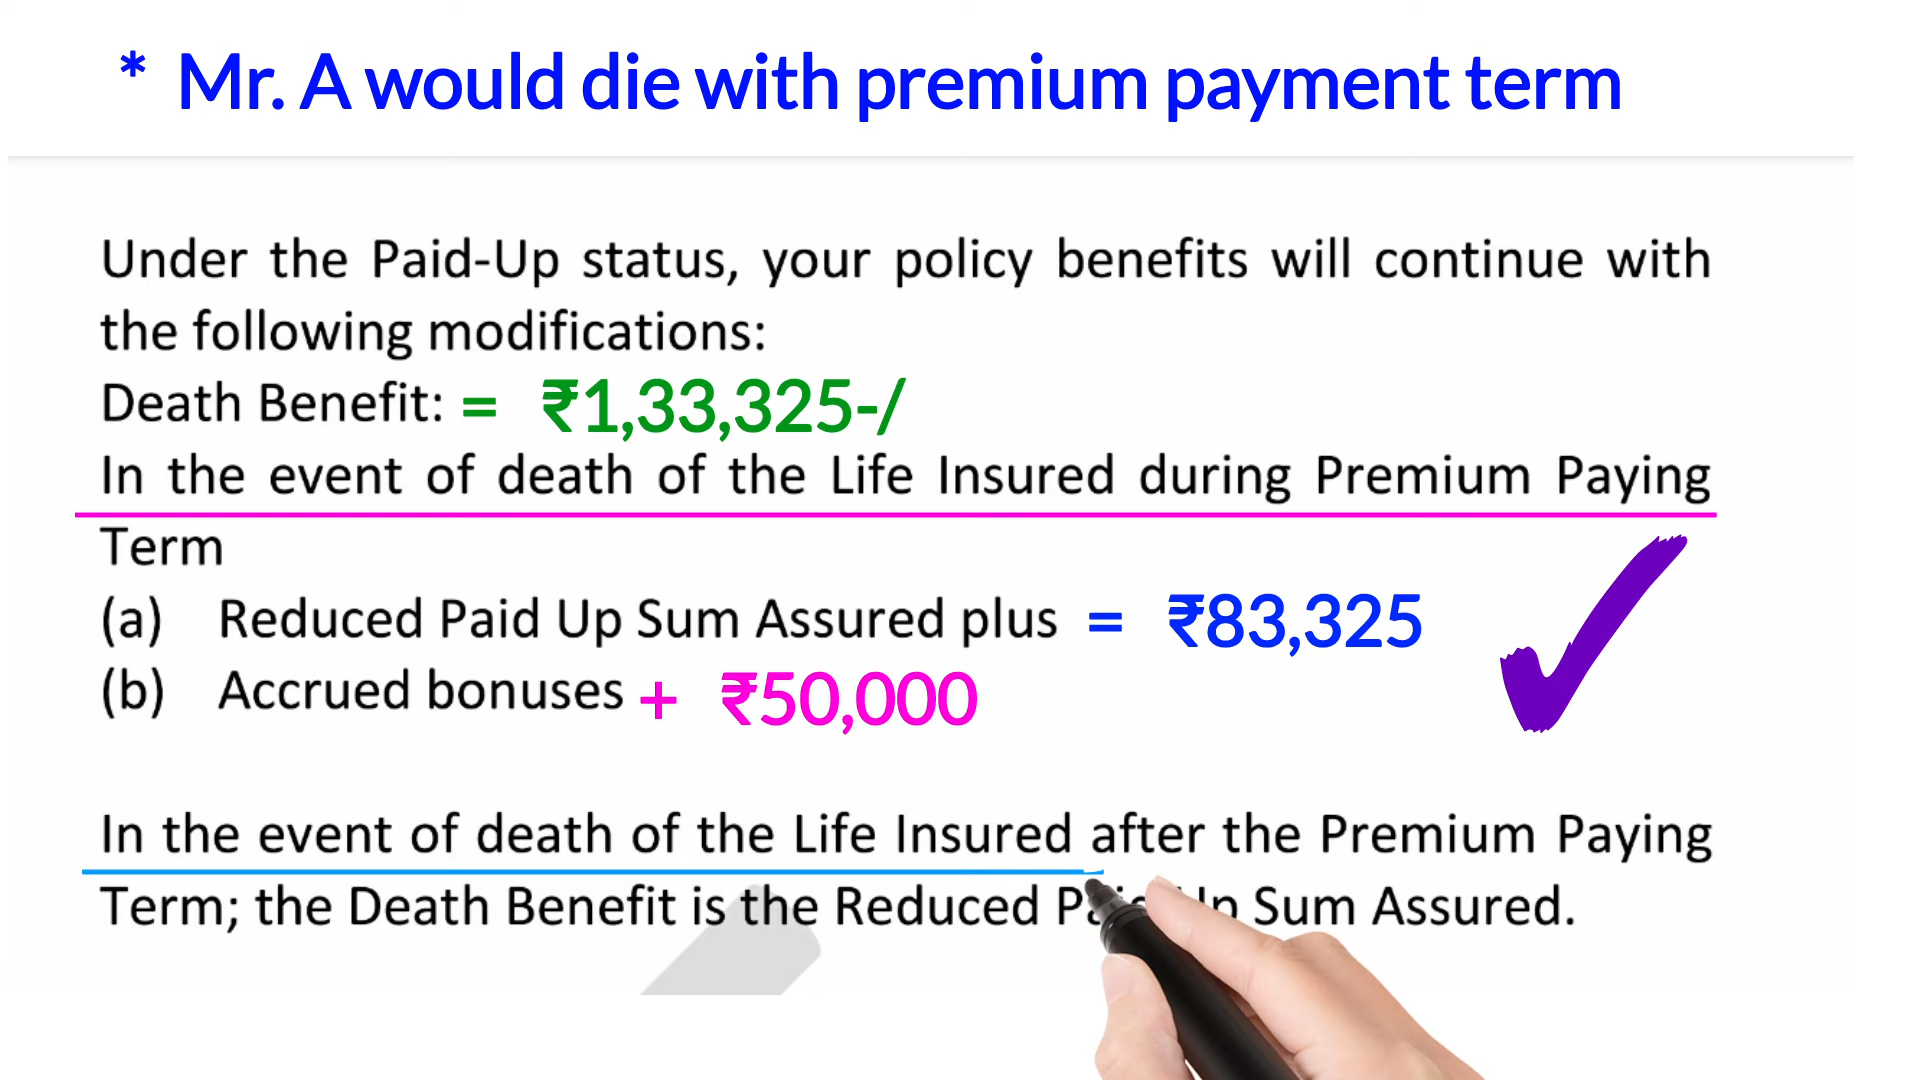 * Mr. A would die with premium payment term
Under the Paid-Up status, your policy benefits will continue with
the following modifications:
Death Benefit: = ₹1,33,325-/
In the event of death of the Life Insured during Premium Paying
Term
(a) Reduced Paid Up Sum Assured plus = ₹83,325
(b) Accrued bonuses + ₹50,000
In the event of death of the Life Insured after the Premium Paying
Term; the Death Benefit is the Reduced Sum Assured.